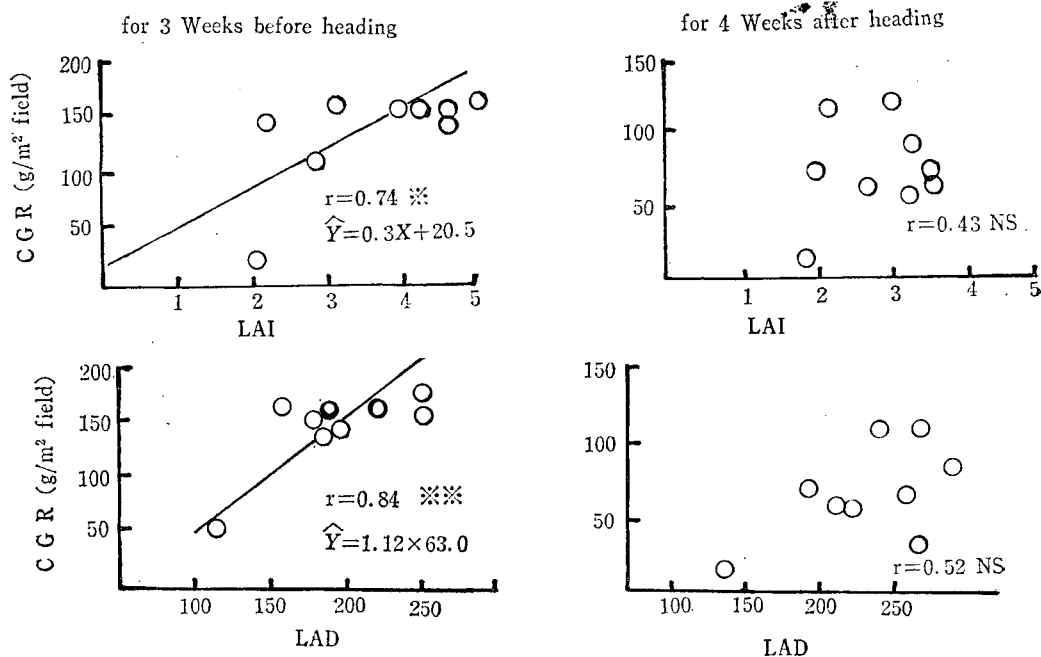 for 3 Weeks before heading
200
150
100
50
CGR (g/m² field)
r=0.74 ※
Ŷ=0.3X+20.5
1 2 3 4 5
LAI
for 4 Weeks after heading
150
100
50
r=0.43 NS
1 2 3 4 5
LAI
200
150
100
50
CGR (g/m² field)
r=0.84 ※※
Ŷ=1.12×63.0
100 150 200 250
LAD
150
100
50
r=0.52 NS
100 150 200 250
LAD